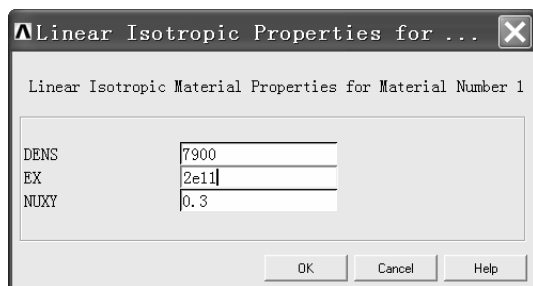 Linear Isotropic Properties for ...
Linear Isotropic Material Properties for Material Number 1
DENS 7900
EX 2e11
NUXY 0.3
OK Cancel Help